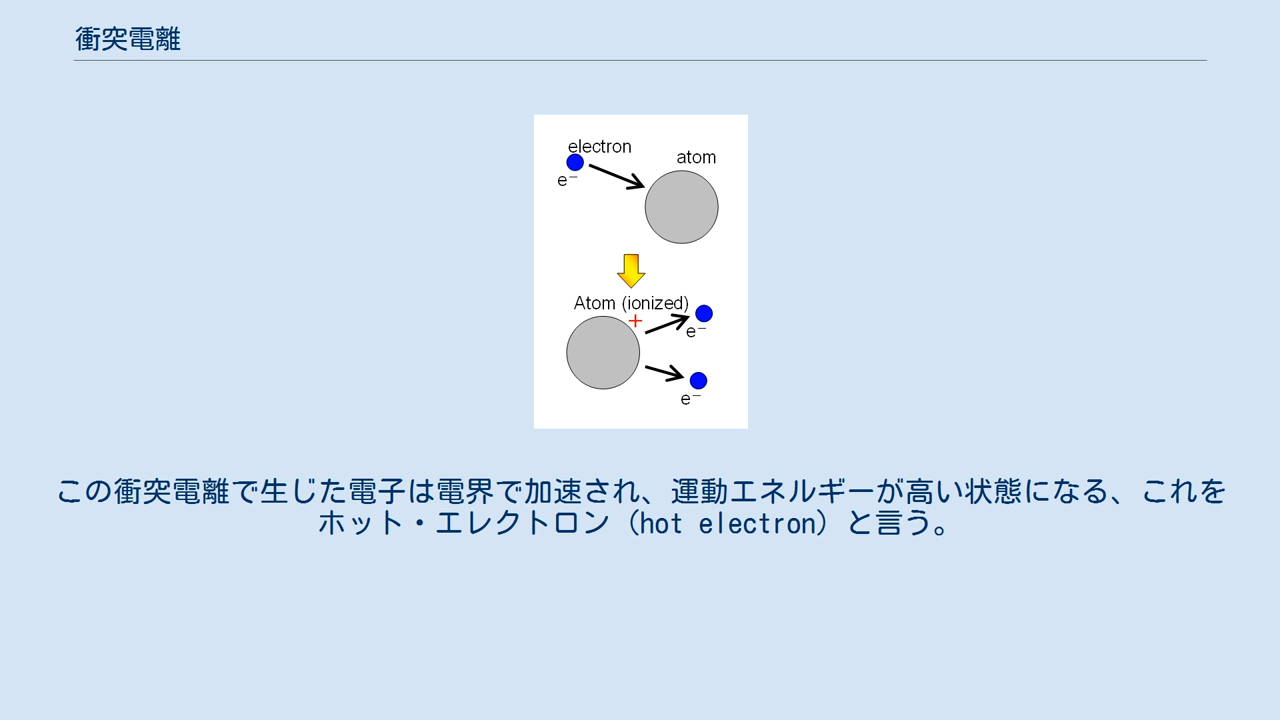 衝突電離
electron
atom
e⁻
Atom (ionized)
+
e⁻
e⁻
この衝突電離で生じた電子は電界で加速され、運動エネルギーが高い状態になる、これを
ホット・エレクトロン（hot electron）と言う。